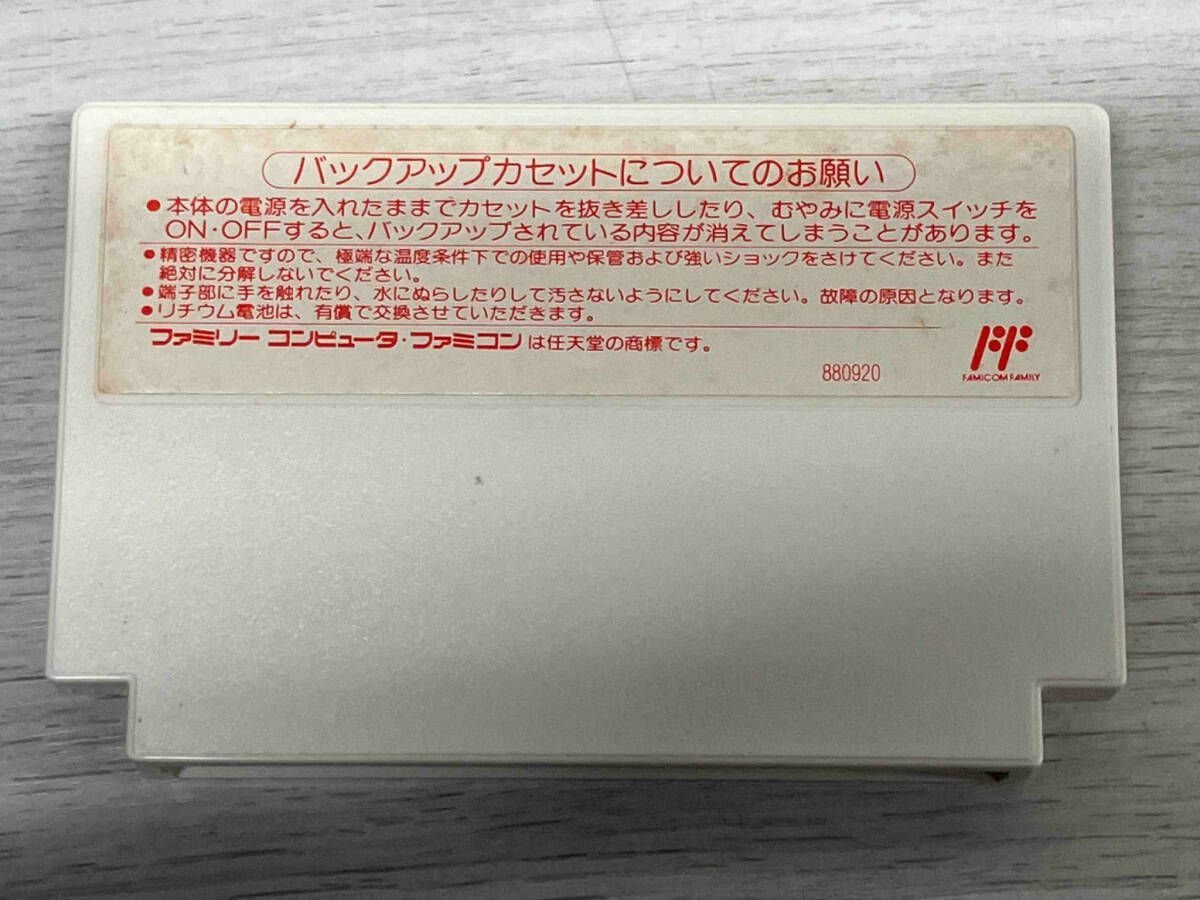 バックアップカセットについてのお願い
●本体の電源を入れたままでカセットを抜き差ししたり、むやみに電源スイッチを
ON・OFFすると、バックアップされている内容が消えてしまうことがあります。
●精密機器ですので、極端な温度条件下での使用や保管および強いショックをさけてください。また
絶対に分解しないでください。
●端子部に手を触れたり、水にぬらしたりして汚さないようにしてください。故障の原因となります。
●リチウム電池は、有償で交換させていただきます。
ファミリー コンピュータ・ファミコンは任天堂の商標です。
880920
FAMICOM FAMILY